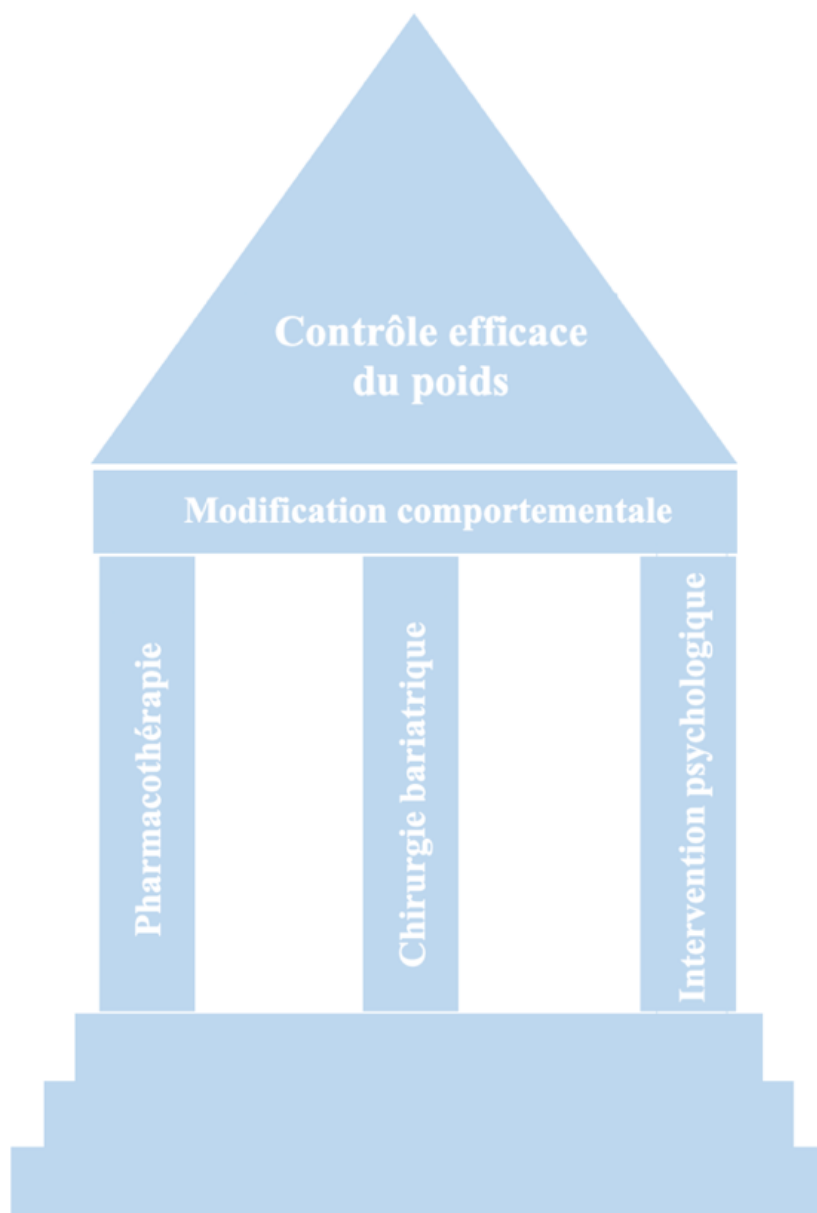 Contrôle efficace
du poids
Modification comportementale
Pharmacothérapie
Chirurgie bariatrique
Intervention psychologique